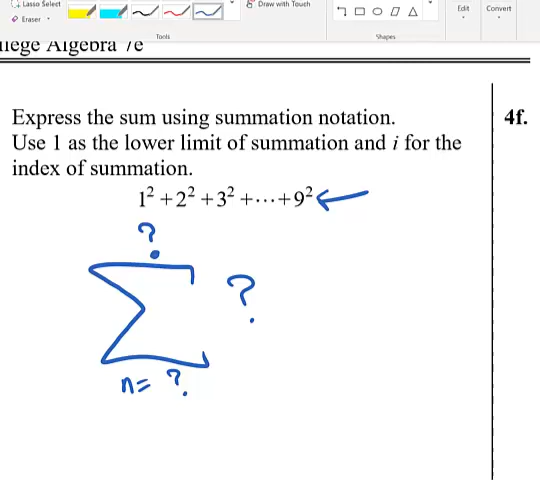 Lasso Select
Eraser
Draw with Touch
Edit
Convert
Tools
Shapes
llege Algebra 7e
Express the sum using summation notation.
4f.
Use 1 as the lower limit of summation and i for the
index of summation.
1² + 2² + 3² + ⋯ + 9²
?
Σ ?
n = ?